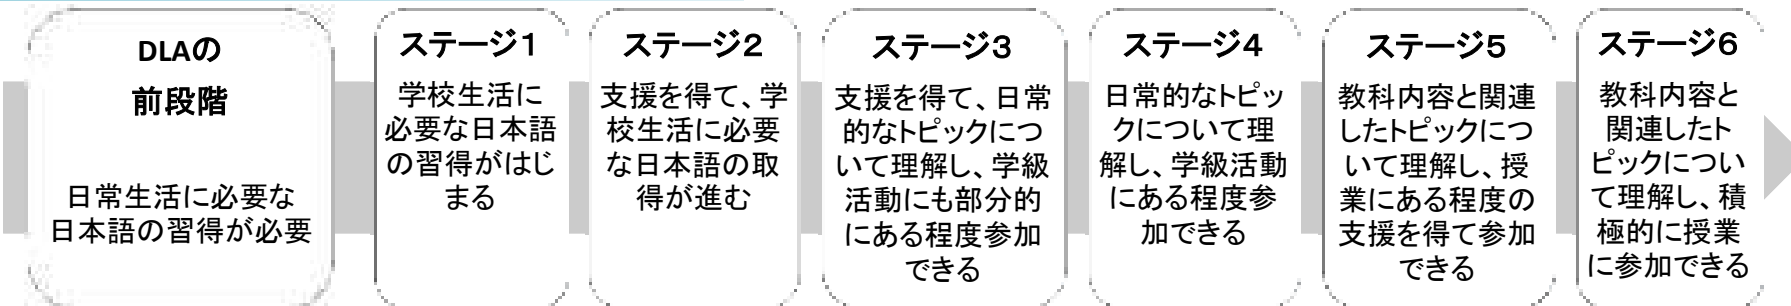 DLAの
前段階
日常生活に必要な
日本語の習得が必要
ステージ1
学校生活に
必要な日本語
の習得がはじ
まる
ステージ2
支援を得て、学
校生活に必要
な日本語の取
得が進む
ステージ3
支援を得て、日常
的なトピックにつ
いて理解し、学級
活動にも部分的
にある程度参加
できる
ステージ4
日常的なトピッ
クについて理
解し、学級活動
にある程度参
加できる
ステージ5
教科内容と関連
したトピックにつ
いて理解し、授
業にある程度の
支援を得て参加
できる
ステージ6
教科内容と
関連したト
ピックについ
て理解し、積
極的に授業
に参加できる